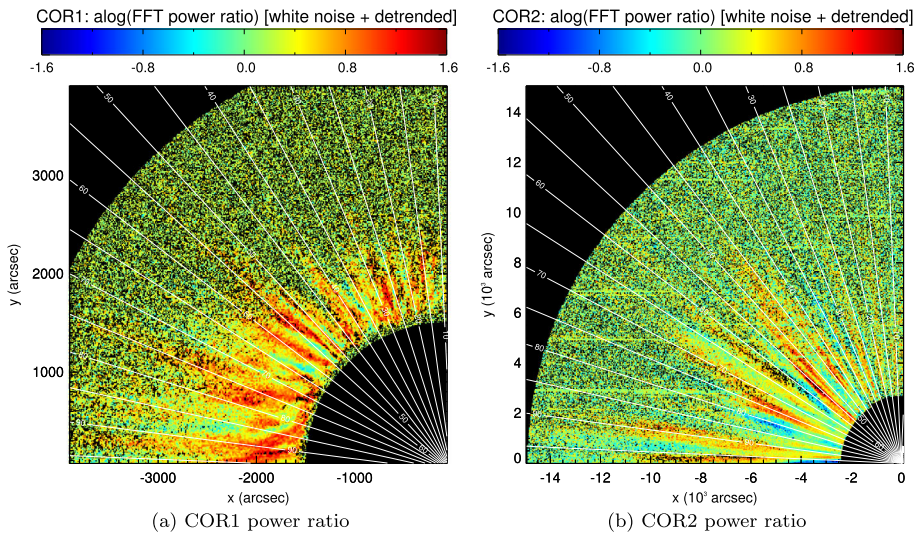 COR1: alog(FFT power ratio) [white noise + detrended]
-1.6 -0.8 0.0 0.8 1.6
50
40
60
3000
2000
1000
y (arcsec)
10
50
90
-3000 -2000 -1000
x (arcsec)
(a) COR1 power ratio
COR2: alog(FFT power ratio) [white noise + detrended]
-1.6 -0.8 0.0 0.8 1.6
50
40
30
60
70
80
14
12
10
8
6
4
2
0
y (10³ arcsec)
-14 -12 -10 -8 -6 -4 -2 0
x (10³ arcsec)
(b) COR2 power ratio